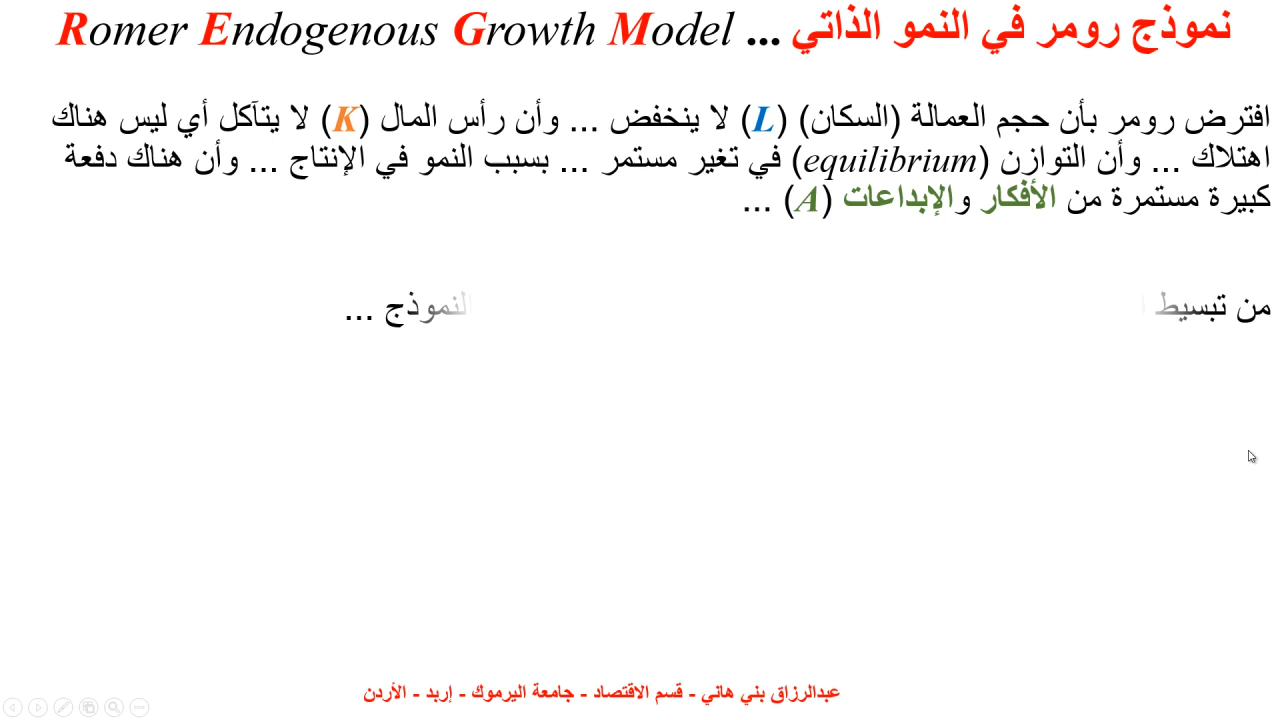 نموذج رومر في النمو الذاتي ... Romer Endogenous Growth Model
افترض رومر بأن حجم العمالة (السكان) (L) لا ينخفض ... وأن رأس المال (K) لا يتآكل أي ليس هناك
اهتلاك ... وأن التوازن (equilibrium) في تغير مستمر ... بسبب النمو في الإنتاج ... وأن هناك دفعة
كبيرة مستمرة من الأفكار والإبداعات (A) ...
من تبسيط النموذج ...
عبدالرزاق بني هاني - قسم الاقتصاد - جامعة اليرموك - إربد - الأردن